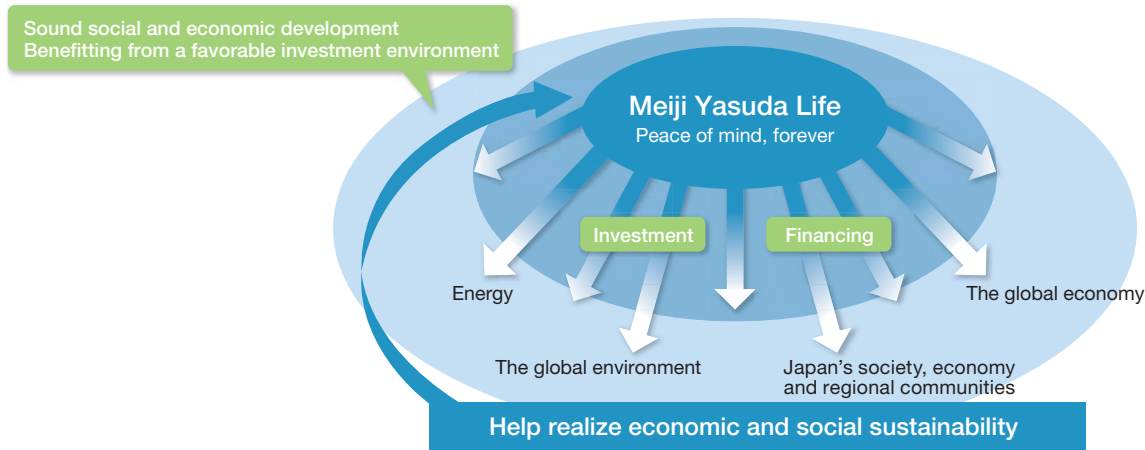 Sound social and economic development
Benefitting from a favorable investment environment
Meiji Yasuda Life
Peace of mind, forever
Investment
Financing
Energy
The global economy
The global environment
Japan's society, economy
and regional communities
Help realize economic and social sustainability